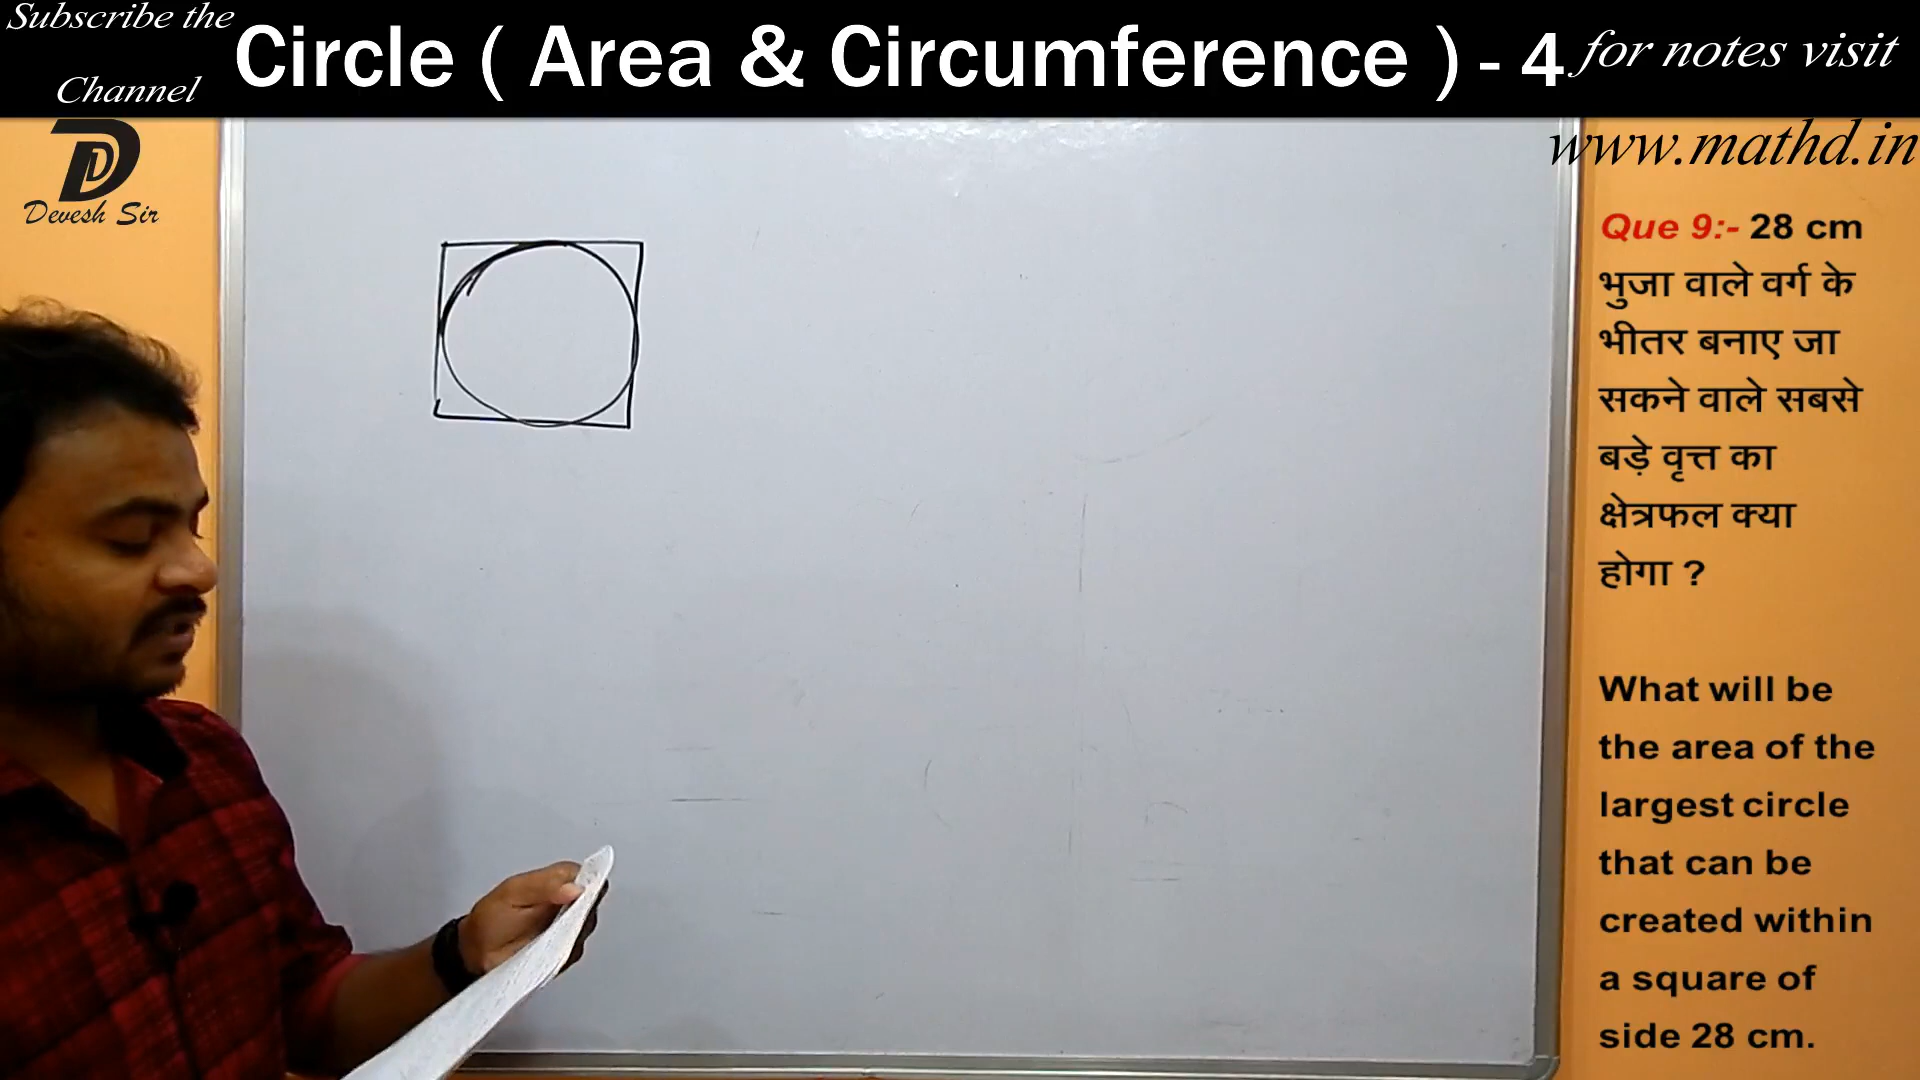 Subscribe the
Channel
Circle ( Area & Circumference ) - 4
for notes visit
www.mathd.in
D
Devesh Sir
Que 9:- 28 cm
भुजा वाले वर्ग के
भीतर बनाए जा
सकने वाले सबसे
बड़े वृत्त का
क्षेत्रफल क्या
होगा ?
What will be
the area of the
largest circle
that can be
created within
a square of
side 28 cm.